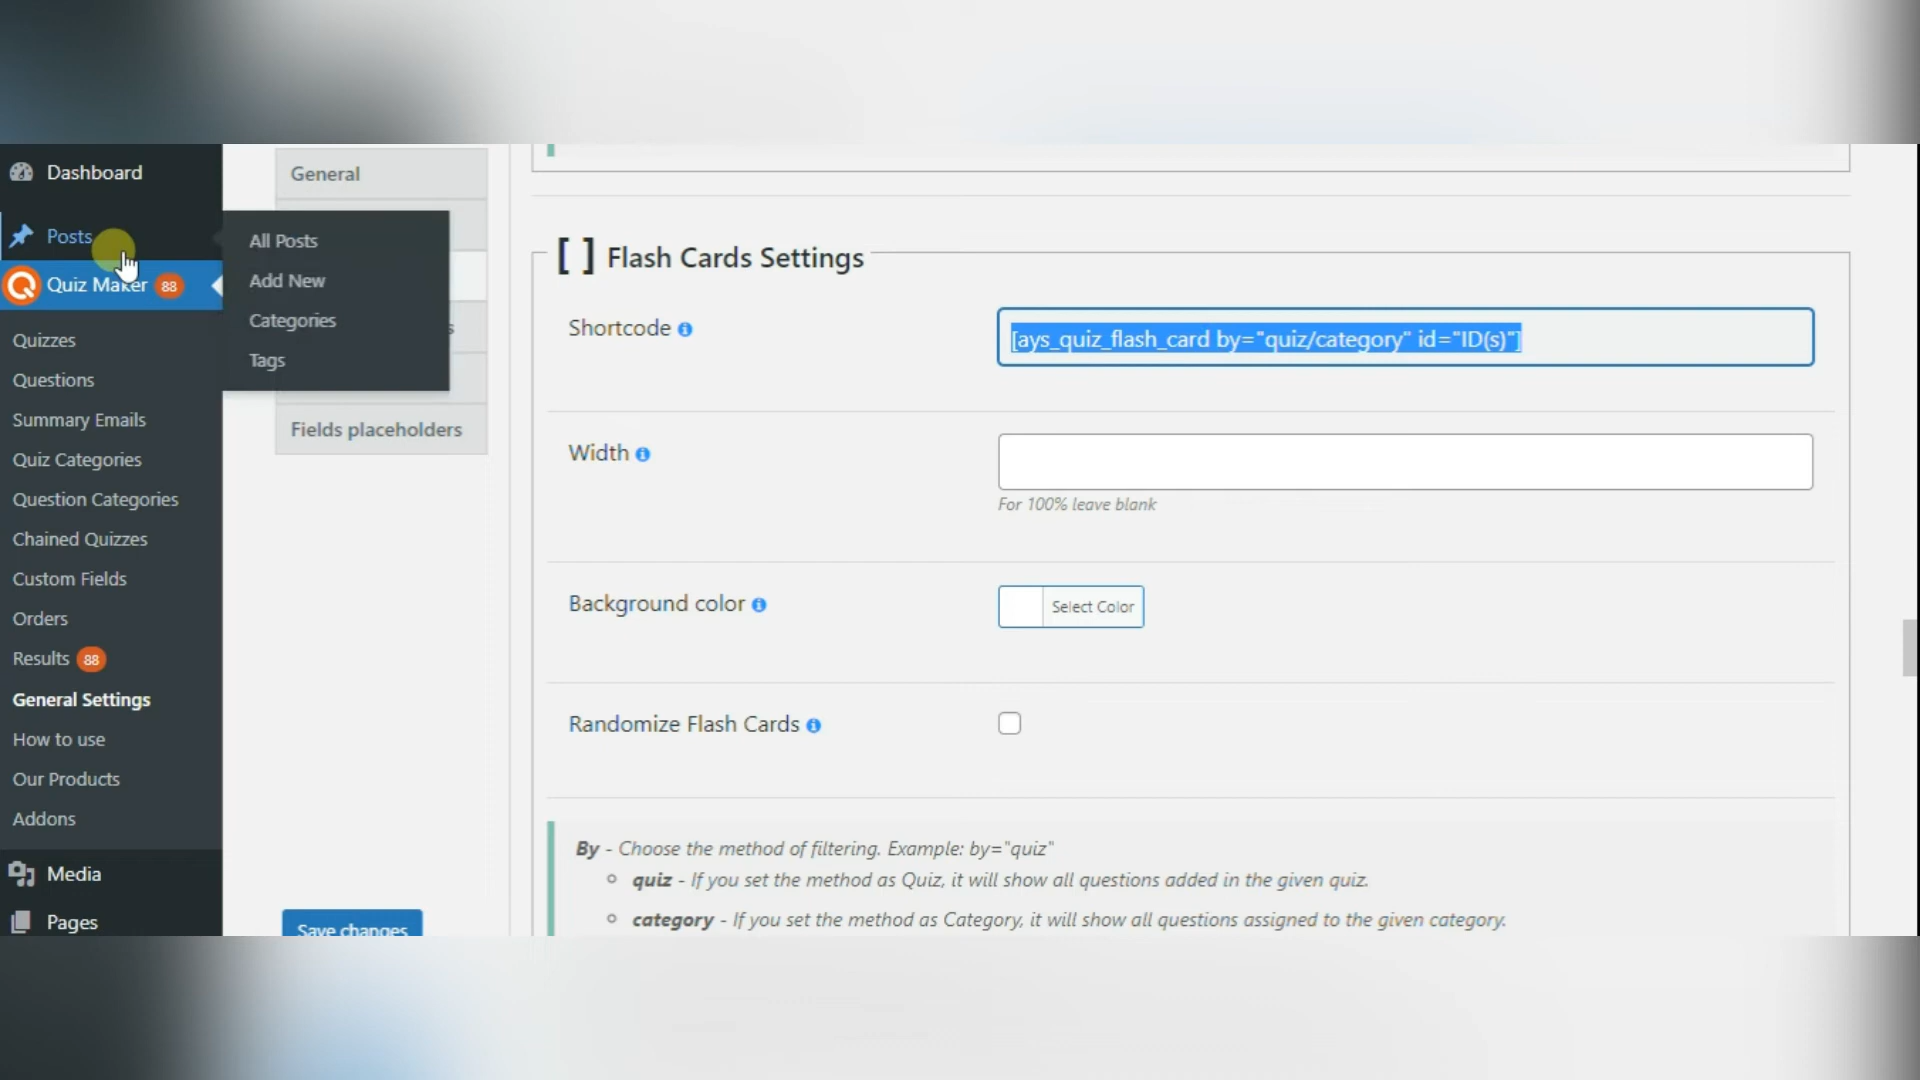 Dashboard
Posts
Quiz Maker 88
Quizzes
Questions
Summary Emails
Quiz Categories
Question Categories
Chained Quizzes
Custom Fields
Orders
Results 88
General Settings
How to use
Our Products
Addons
Media
Pages
All Posts
Add New
Categories
Tags
General
s
Fields placeholders
Save changes
[ ] Flash Cards Settings
Shortcode
[ays_quiz_flash_card by="quiz/category" id="ID(s)"]
Width
For 100% leave blank
Background color
Select Color
Randomize Flash Cards
By - Choose the method of filtering. Example: by="quiz"
quiz - If you set the method as Quiz, it will show all questions added in the given quiz.
category - If you set the method as Category, it will show all questions assigned to the given category.